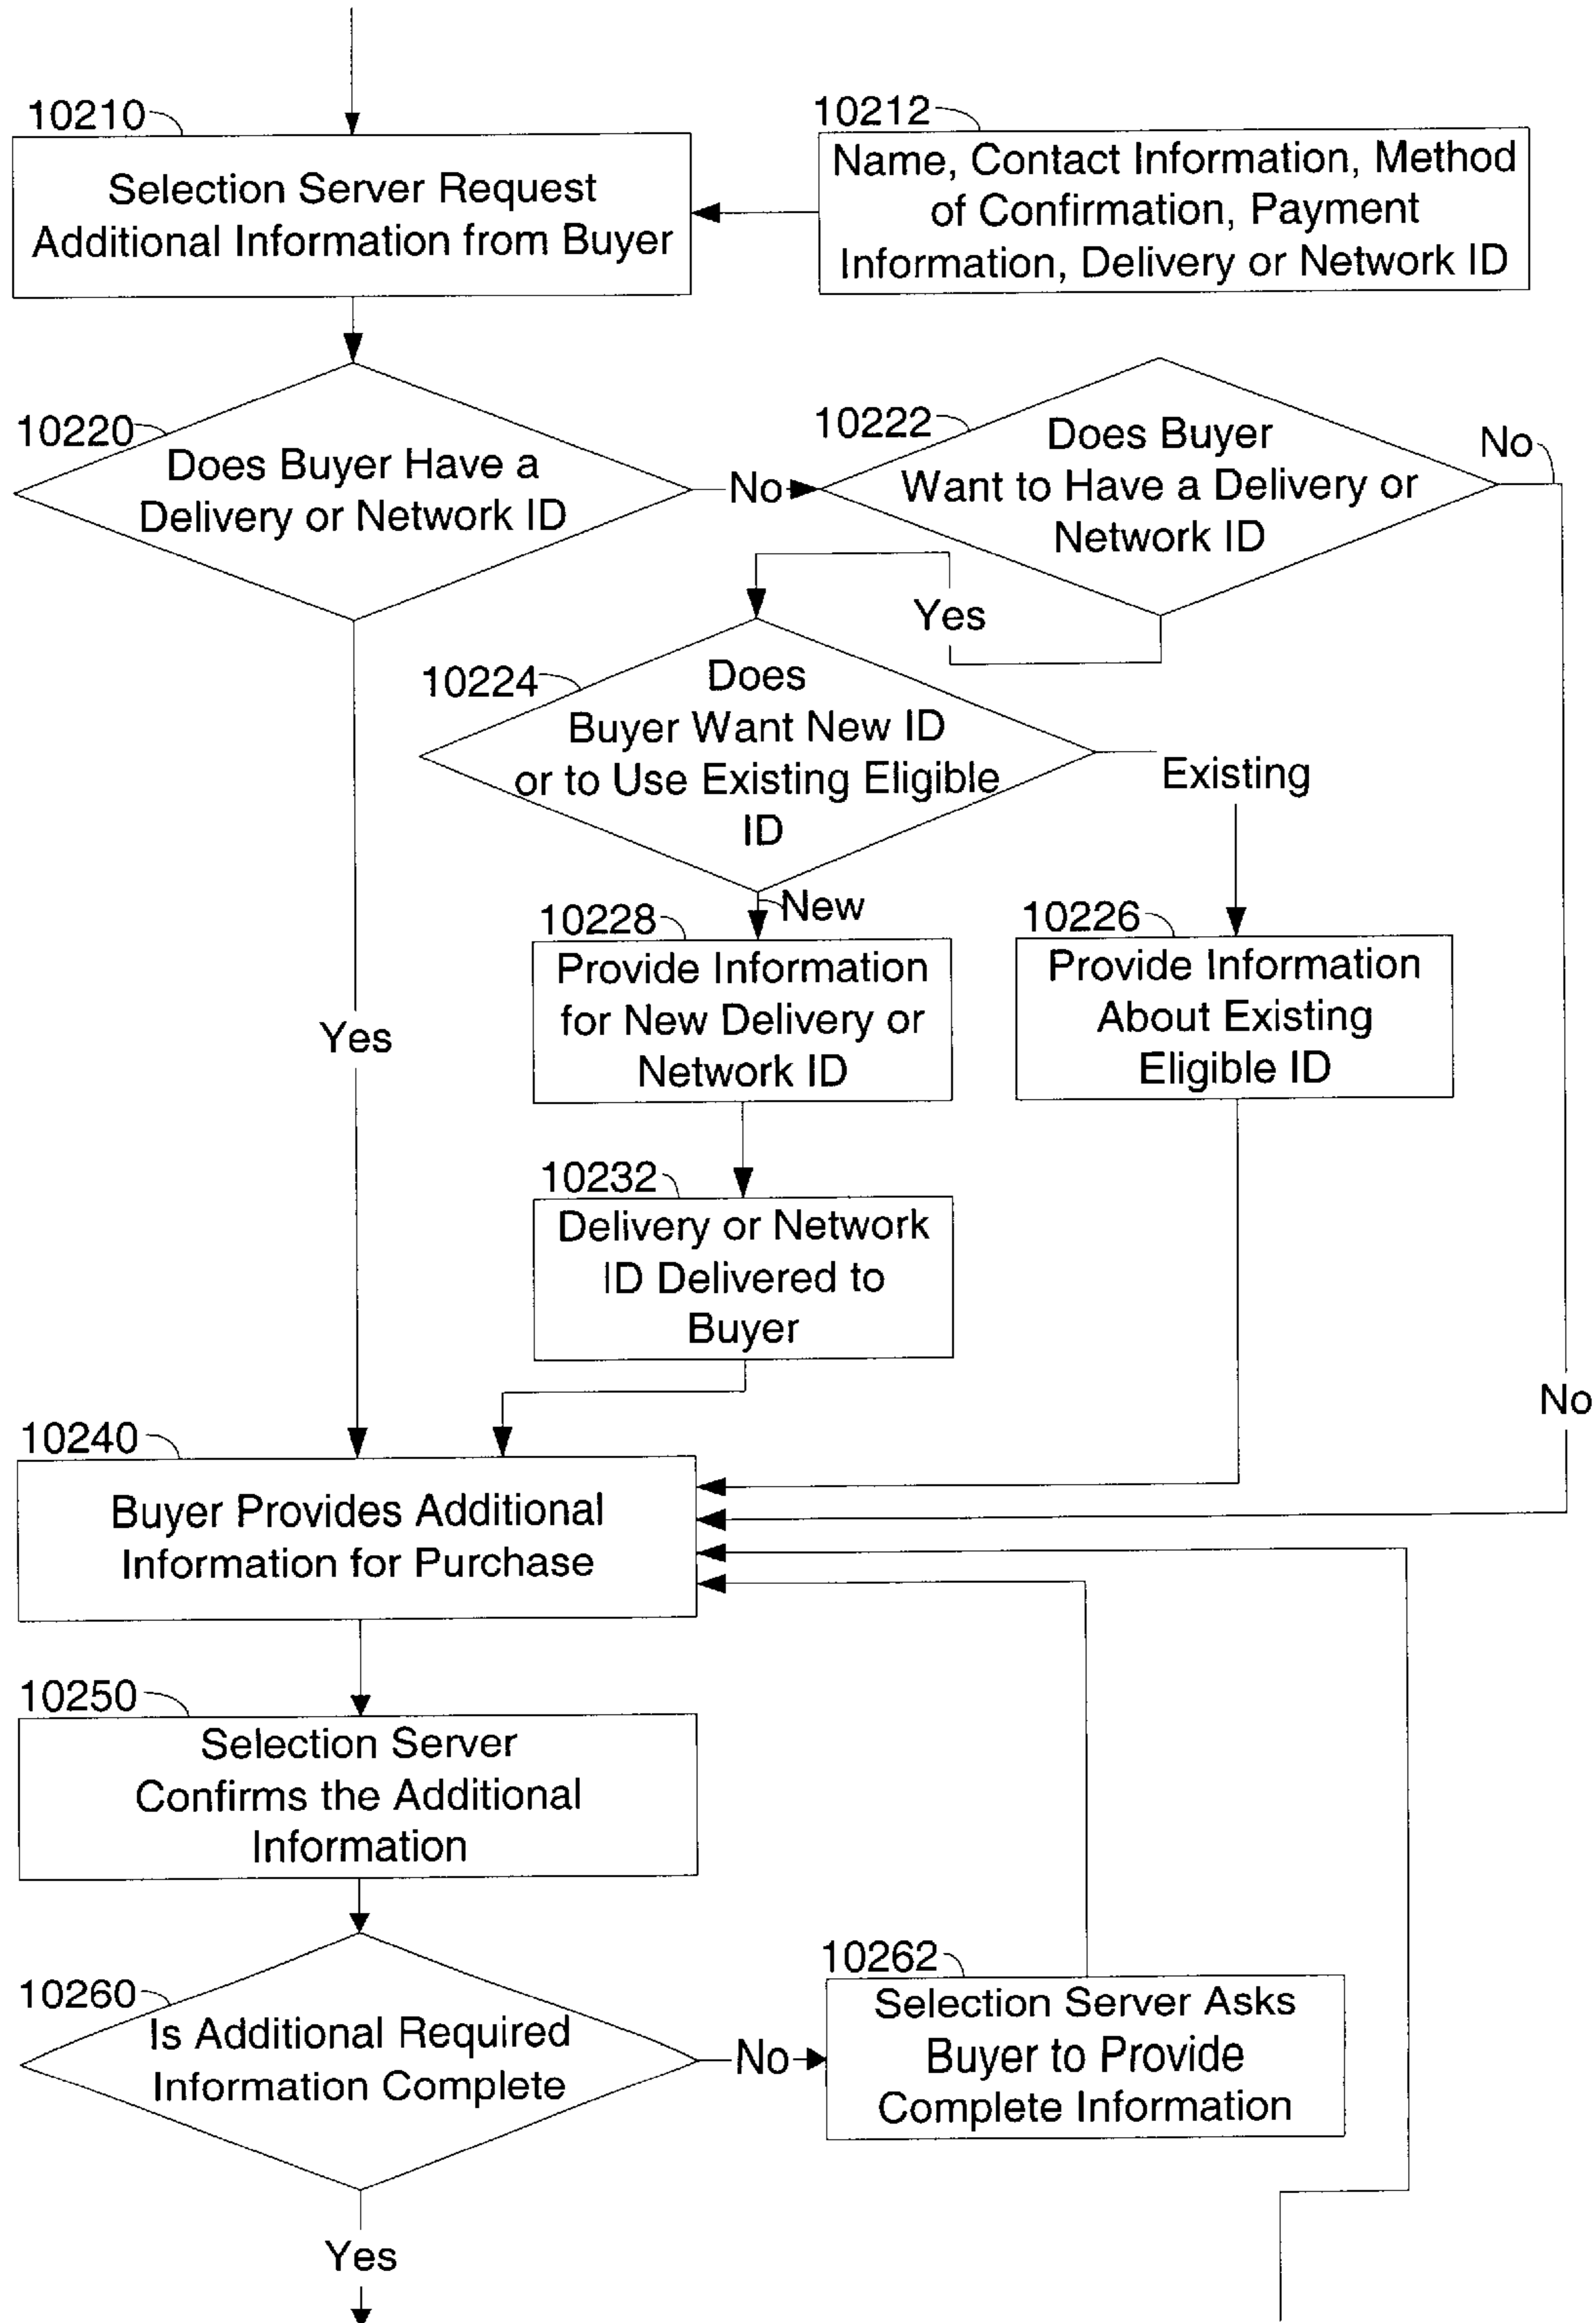 10210
Selection Server Request
Additional Information from Buyer
10212
Name, Contact Information, Method
of Confirmation, Payment
Information, Delivery or Network ID
10220
Does Buyer Have a
Delivery or Network ID
No
10222
Does Buyer
Want to Have a Delivery or
Network ID
No
Yes
10224
Does
Buyer Want New ID
or to Use Existing Eligible
ID
Existing
New
10228
Provide Information
for New Delivery or
Network ID
10226
Provide Information
About Existing
Eligible ID
Yes
10232
Delivery or Network
ID Delivered to
Buyer
No
10240
Buyer Provides Additional
Information for Purchase
10250
Selection Server
Confirms the Additional
Information
10260
Is Additional Required
Information Complete
No
10262
Selection Server Asks
Buyer to Provide
Complete Information
Yes